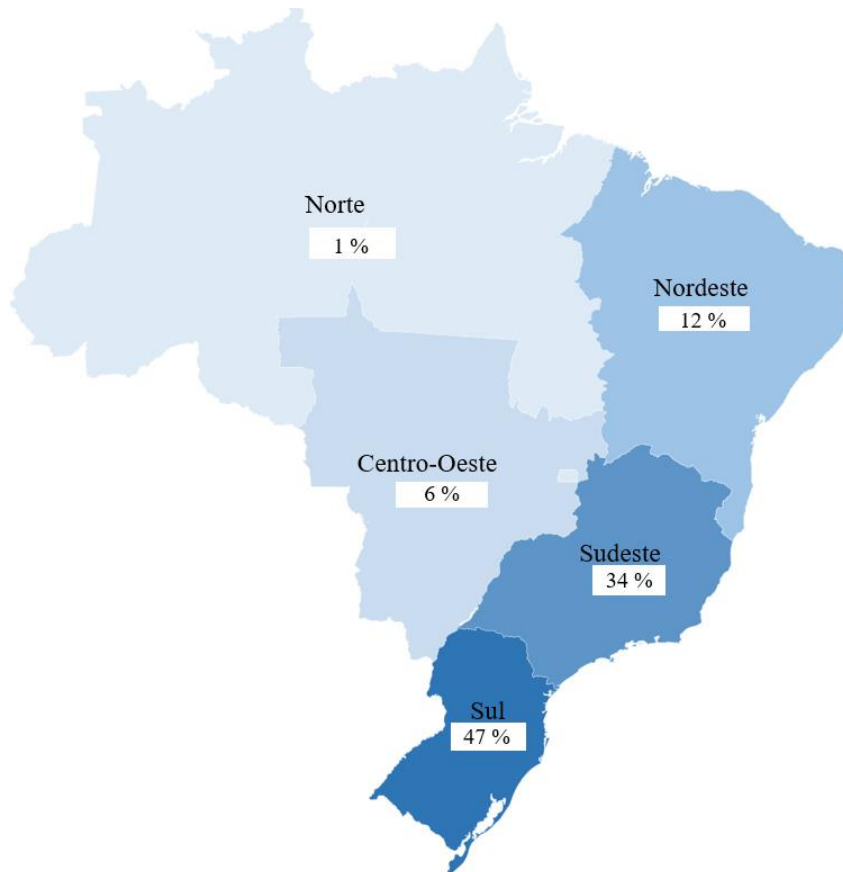 Norte
1 %
Nordeste
12 %
Centro-Oeste
6 %
Sudeste
34 %
Sul
47 %